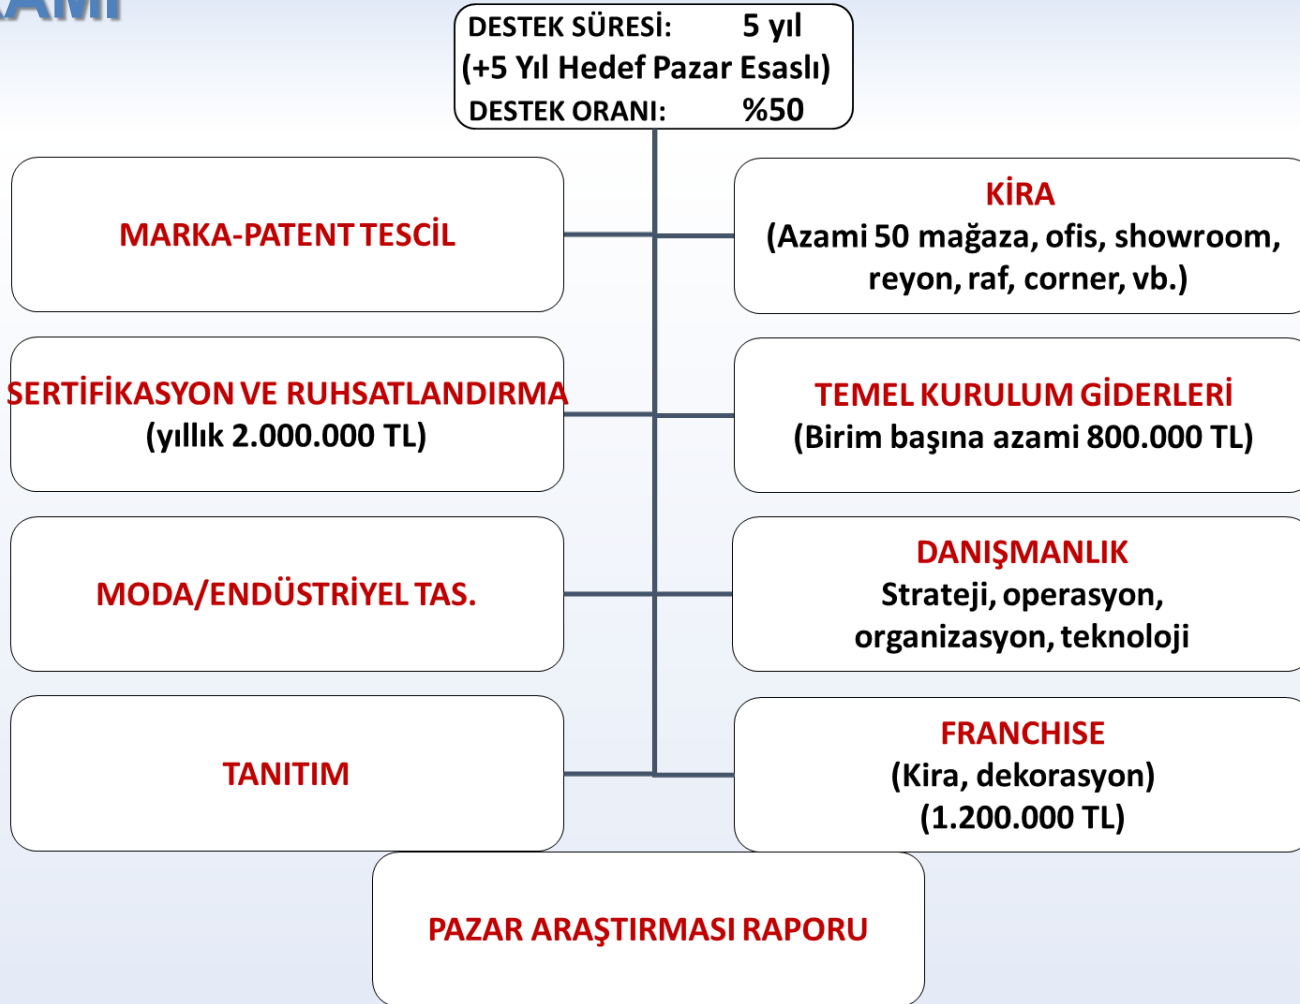 DESTEK SÜRESİ: 5 yıl
(+5 Yıl Hedef Pazar Esaslı)
DESTEK ORANI: %50
MARKA-PATENT TESCİL
KİRA
(Azami 50 mağaza, ofis, showroom,
reyon, raf, corner, vb.)
SERTİFİKASYON VE RUHSATLANDIRMA
(yıllık 2.000.000 TL)
TEMEL KURULUM GİDERLERİ
(Birim başına azami 800.000 TL)
MODA/ENDÜSTRİYEL TAS.
DANIŞMANLIK
Strateji, operasyon,
organizasyon, teknoloji
TANITIM
FRANCHISE
(Kira, dekorasyon)
(1.200.000 TL)
PAZAR ARAŞTIRMASI RAPORU